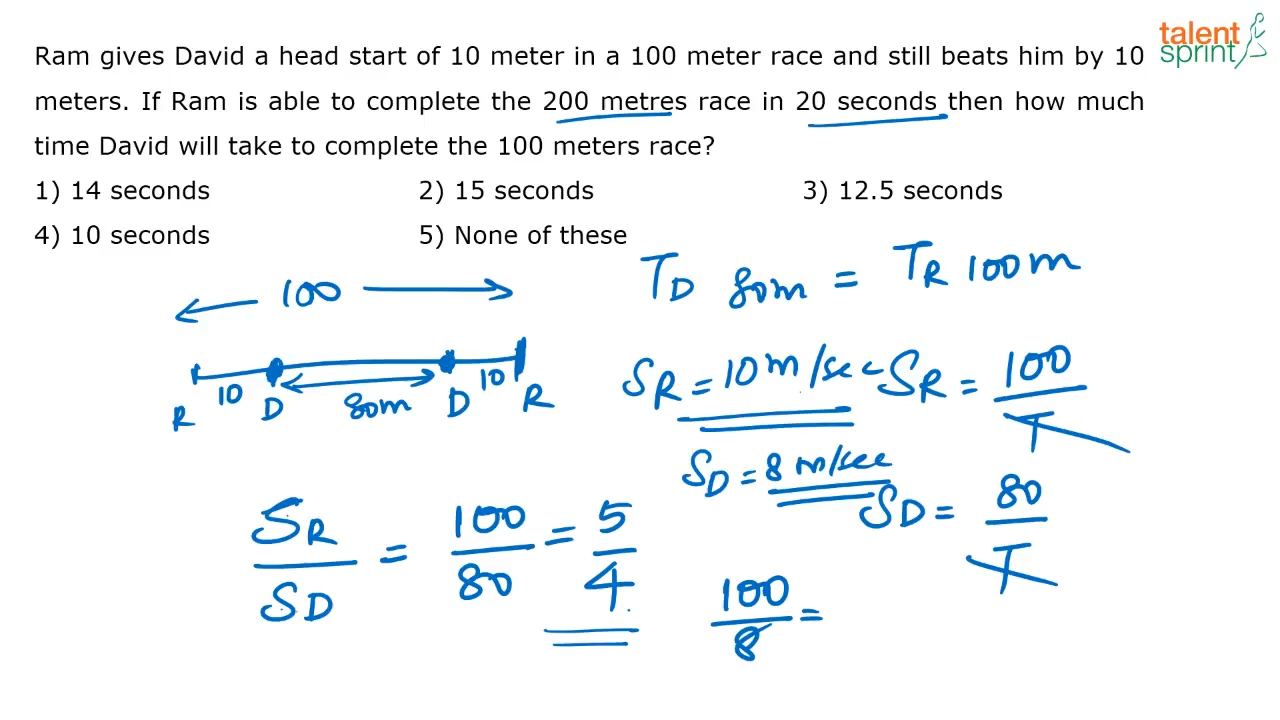 talent
sprint
Ram gives David a head start of 10 meter in a 100 meter race and still beats him by 10
meters. If Ram is able to complete the 200 metres race in 20 seconds then how much
time David will take to complete the 100 meters race?
1) 14 seconds 2) 15 seconds 3) 12.5 seconds
4) 10 seconds 5) None of these
TD 80m = TR 100m
100
R 10 D 80m D 10 R
SR = 10m/sec SR = 100/T
SD = 8 m/sec SD = 80/T
SR/SD = 100/80 = 5/4
100/8 =